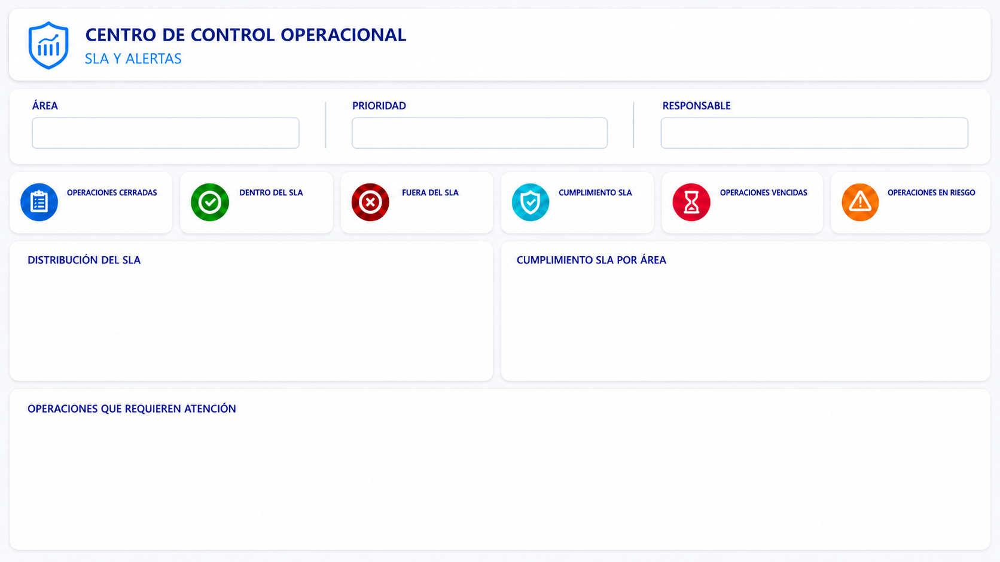 CENTRO DE CONTROL OPERACIONAL
SLA Y ALERTAS
ÁREA
PRIORIDAD
RESPONSABLE
OPERACIONES CERRADAS
DENTRO DEL SLA
FUERA DEL SLA
CUMPLIMIENTO SLA
OPERACIONES VENCIDAS
OPERACIONES EN RIESGO
DISTRIBUCIÓN DEL SLA
CUMPLIMIENTO SLA POR ÁREA
OPERACIONES QUE REQUIEREN ATENCIÓN